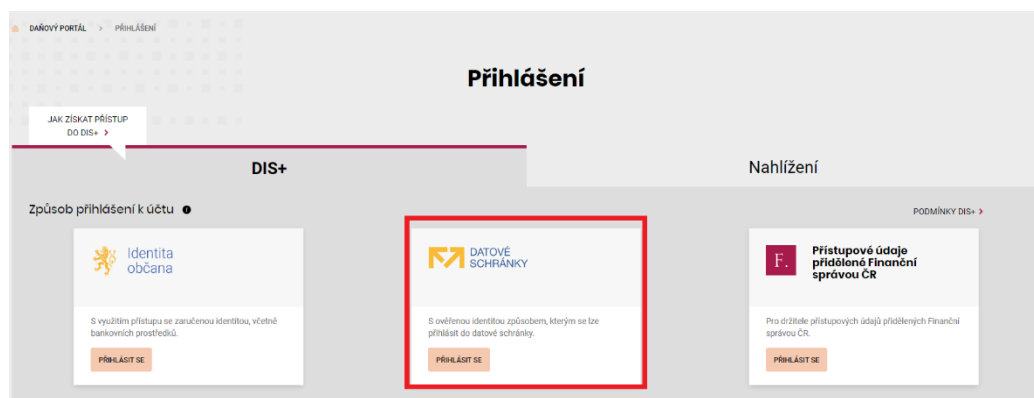 DAŇOVÝ PORTÁL > PŘIHLÁŠENÍ
Přihlášení
JAK ZÍSKAT PŘÍSTUP
DO DIS+ >
DIS+
Nahlížení
Způsob přihlášení k účtu
PODMÍNKY DIS+ >
Identita
občana
S využitím přístupu se zaručenou identitou, včetně
bankovních prostředků.
PŘIHLÁSIT SE
DATOVÉ
SCHRÁNKY
S ověřenou identitou způsobem, kterým se lze
přihlásit do datové schránky.
PŘIHLÁSIT SE
F.
Přístupové údaje
přidělené Finanční
správou ČR
Pro držitele přístupových údajů přidělených Finanční
správou ČR.
PŘIHLÁSIT SE